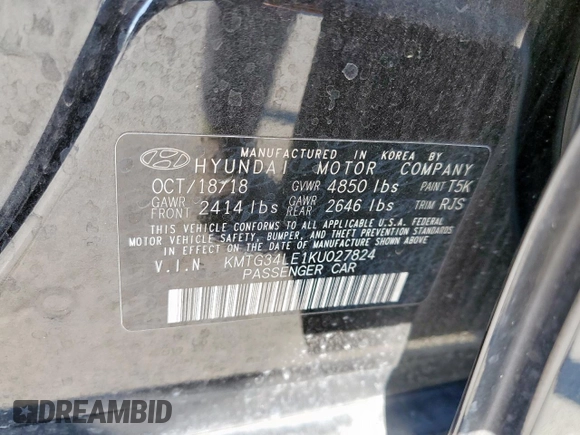 MANUFACTURED IN KOREA BY
HYUNDAI MOTOR COMPANY
OCT/18/18 GVWR 4850 lbs PAINT T5K
GAWR FRONT 2414 lbs GAWR REAR 2646 lbs TRIM RJS
THIS VEHICLE CONFORMS TO ALL APPLICABLE U.S.A. FEDERAL
MOTOR VEHICLE SAFETY, BUMPER, AND THEFT PREVENTION STANDARDS
IN EFFECT ON THE DATE OF MANUFACTURE SHOWN ABOVE.
V.I.N KMTG34LE1KU027824
PASSENGER CAR
DREAMBID